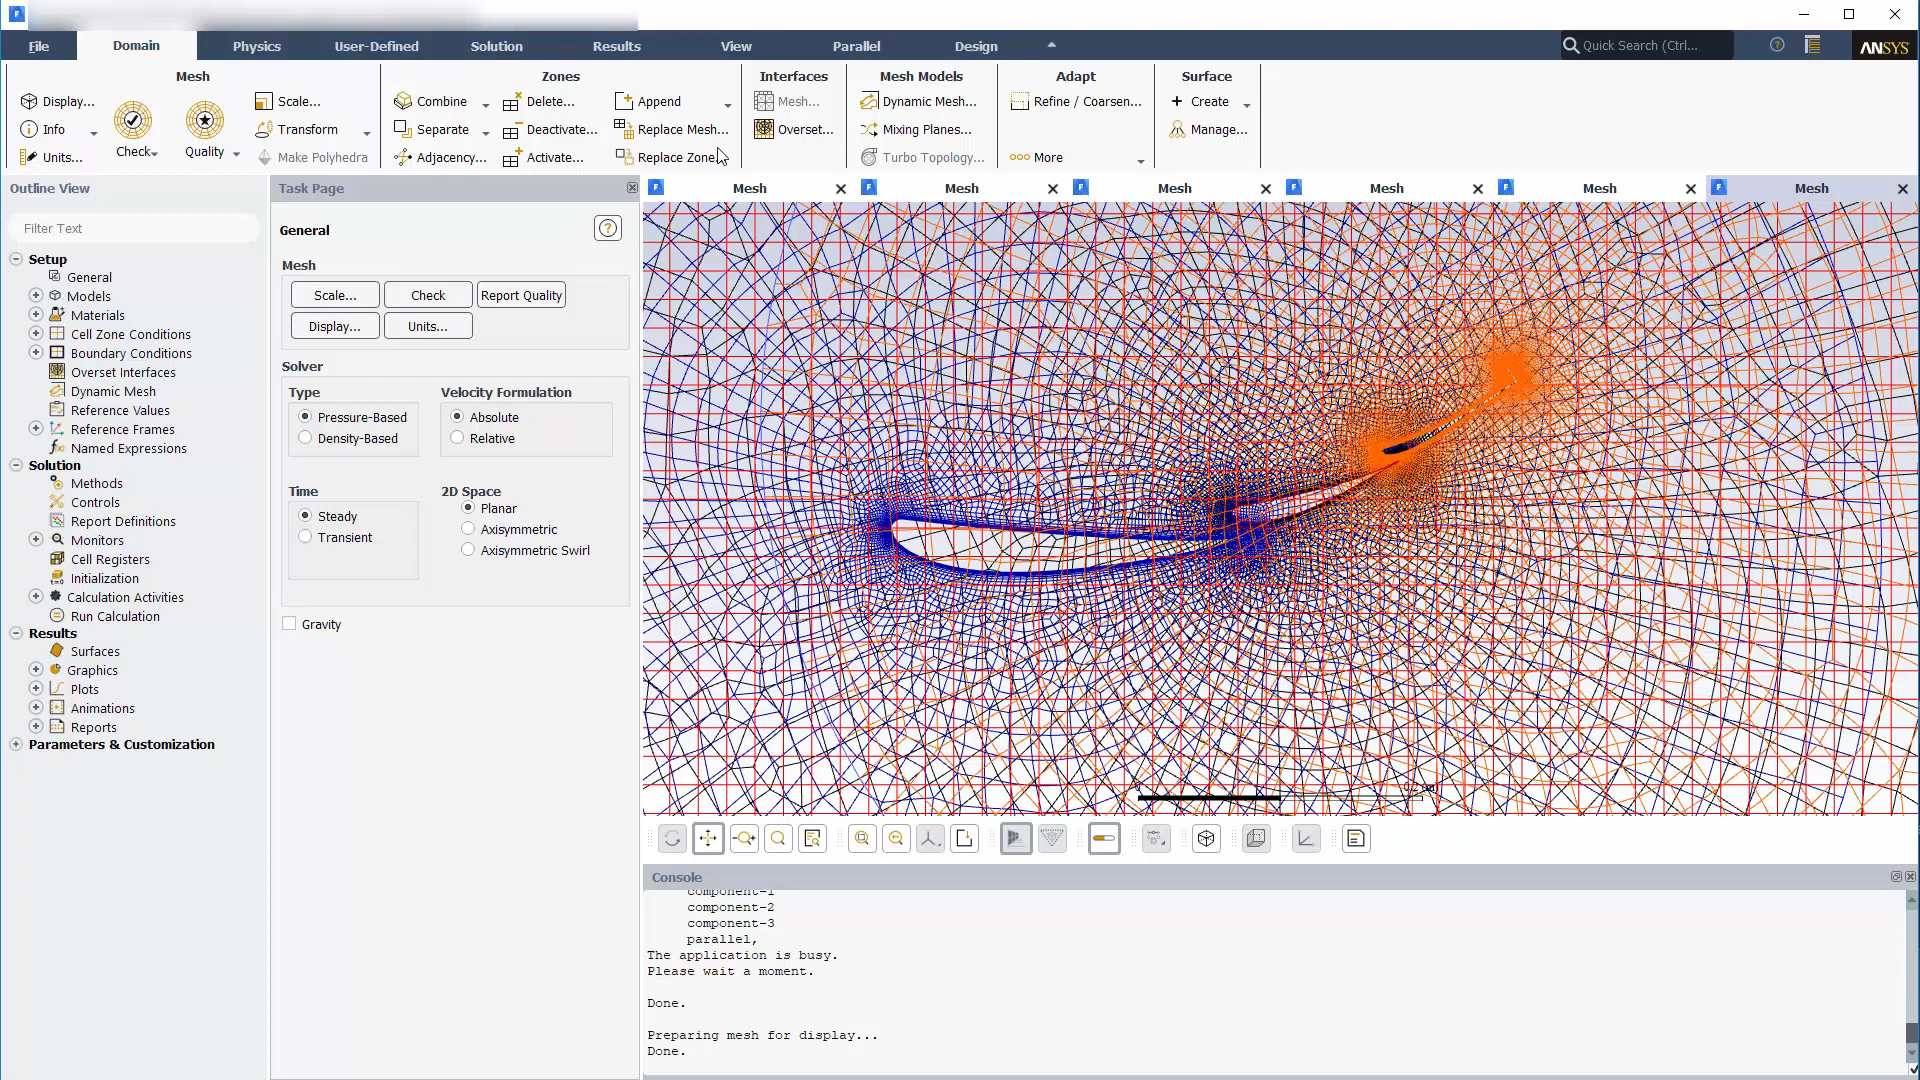 File
Domain
Physics
User-Defined
Solution
Results
View
Parallel
Design
Quick Search (Ctrl...
ANSYS
Mesh
Display...
Info
Units...
Check
Quality
Scale...
Transform
Make Polyhedra
Zones
Combine
Separate
Adjacency...
Delete...
Deactivate...
Activate...
Append
Replace Mesh...
Replace Zone
Interfaces
Mesh...
Overset...
Mesh Models
Dynamic Mesh...
Mixing Planes...
Turbo Topology...
Adapt
Refine / Coarsen...
More
Surface
Create
Manage...
Outline View
Filter Text
Setup
General
Models
Materials
Cell Zone Conditions
Boundary Conditions
Overset Interfaces
Dynamic Mesh
Reference Values
Reference Frames
Named Expressions
Solution
Methods
Controls
Report Definitions
Monitors
Cell Registers
Initialization
Calculation Activities
Run Calculation
Results
Surfaces
Graphics
Plots
Animations
Reports
Parameters & Customization
Task Page
General
Mesh
Scale...
Check
Report Quality
Display...
Units...
Solver
Type
Pressure-Based
Density-Based
Velocity Formulation
Absolute
Relative
Time
Steady
Transient
2D Space
Planar
Axisymmetric
Axisymmetric Swirl
Gravity
Mesh
Mesh
Mesh
Mesh
Mesh
Mesh
Console
component-1
component-2
component-3
parallel,
The application is busy.
Please wait a moment.
Done.
Preparing mesh for display...
Done.